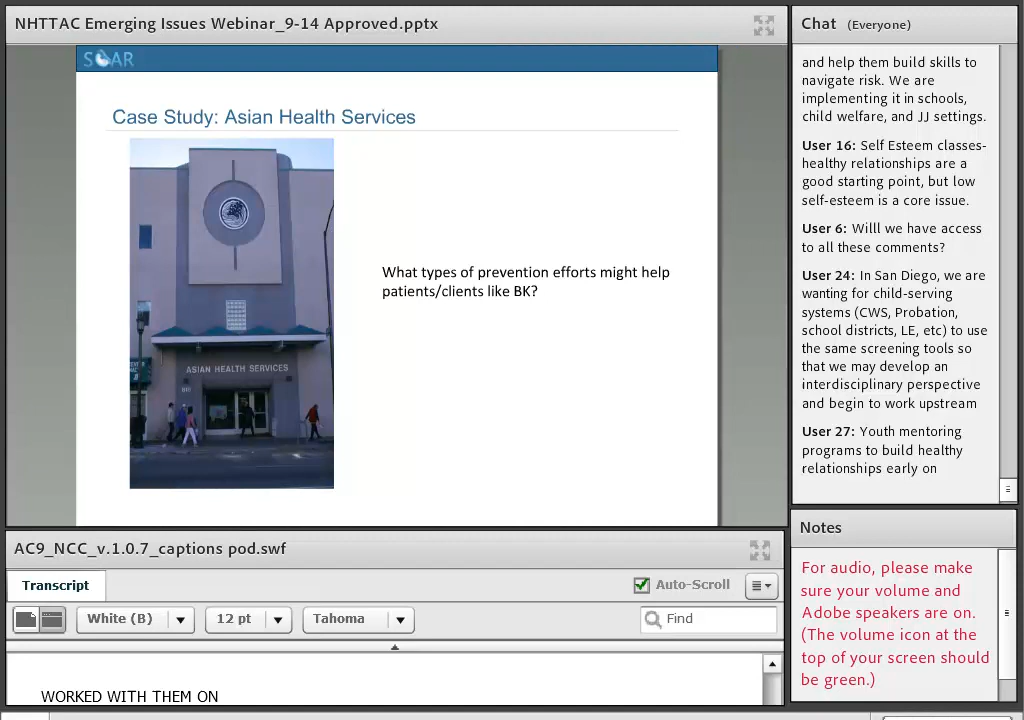 NHTTAC Emerging Issues Webinar_9-14 Approved.pptx
SOAR
Case Study: Asian Health Services
ASIAN HEALTH SERVICES
What types of prevention efforts might help
patients/clients like BK?
AC9_NCC_v.1.0.7_captions pod.swf
Transcript
Auto-Scroll
White (B)
12 pt
Tahoma
Find
WORKED WITH THEM ON
Chat (Everyone)
and help them build skills to
navigate risk. We are
implementing it in schools,
child welfare, and JJ settings.
User 16: Self Esteem classes-
healthy relationships are a
good starting point, but low
self-esteem is a core issue.
User 6: Willl we have access
to all these comments?
User 24: In San Diego, we are
wanting for child-serving
systems (CWS, Probation,
school districts, LE, etc) to use
the same screening tools so
that we may develop an
interdisciplinary perspective
and begin to work upstream
User 27: Youth mentoring
programs to build healthy
relationships early on
Notes
For audio, please make
sure your volume and
Adobe speakers are on.
(The volume icon at the
top of your screen should
be green.)